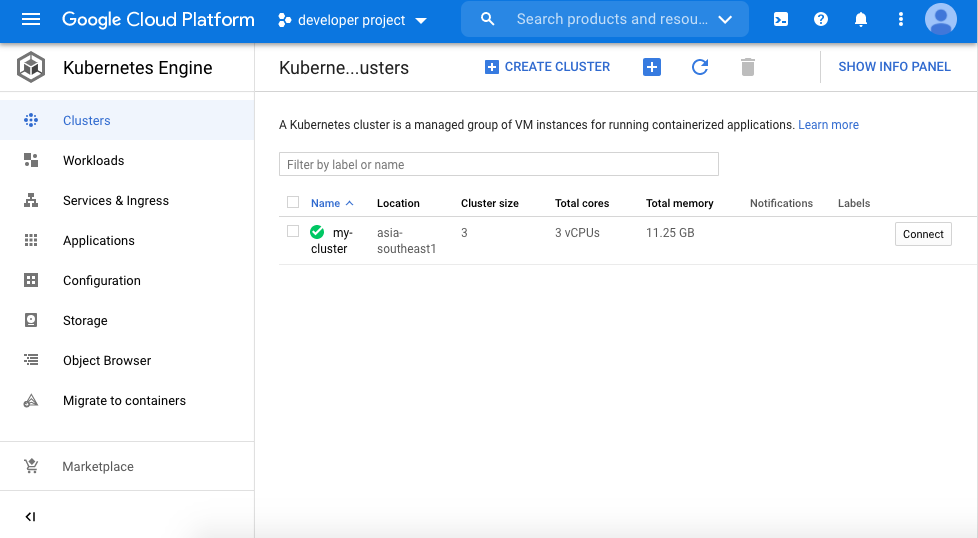 Google Cloud Platform
developer project
Search products and resou...
Kubernetes Engine
Kuberne...usters
CREATE CLUSTER
SHOW INFO PANEL
Clusters
Workloads
Services & Ingress
Applications
Configuration
Storage
Object Browser
Migrate to containers
Marketplace
A Kubernetes cluster is a managed group of VM instances for running containerized applications. Learn more
Filter by label or name
Name Location Cluster size Total cores Total memory Notifications Labels
my- asia- 3 3 vCPUs 11.25 GB Connect
cluster southeast1